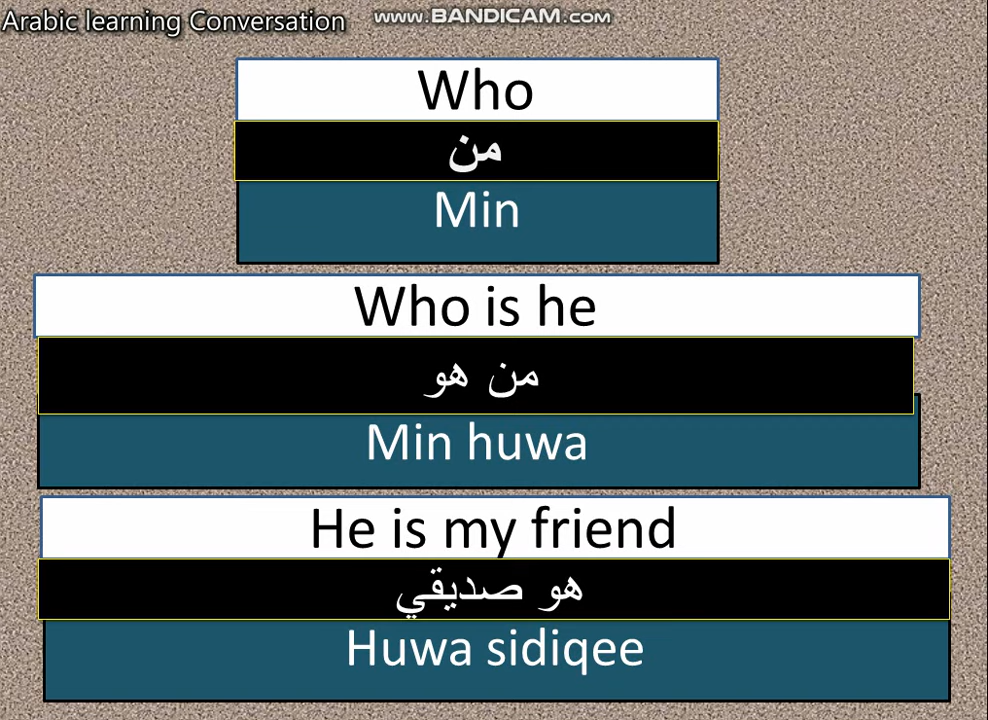 Arabic learning Conversation
www.BANDICAM.com
Who
من
Min
Who is he
من هو
Min huwa
He is my friend
هو صديقي
Huwa sidiqee